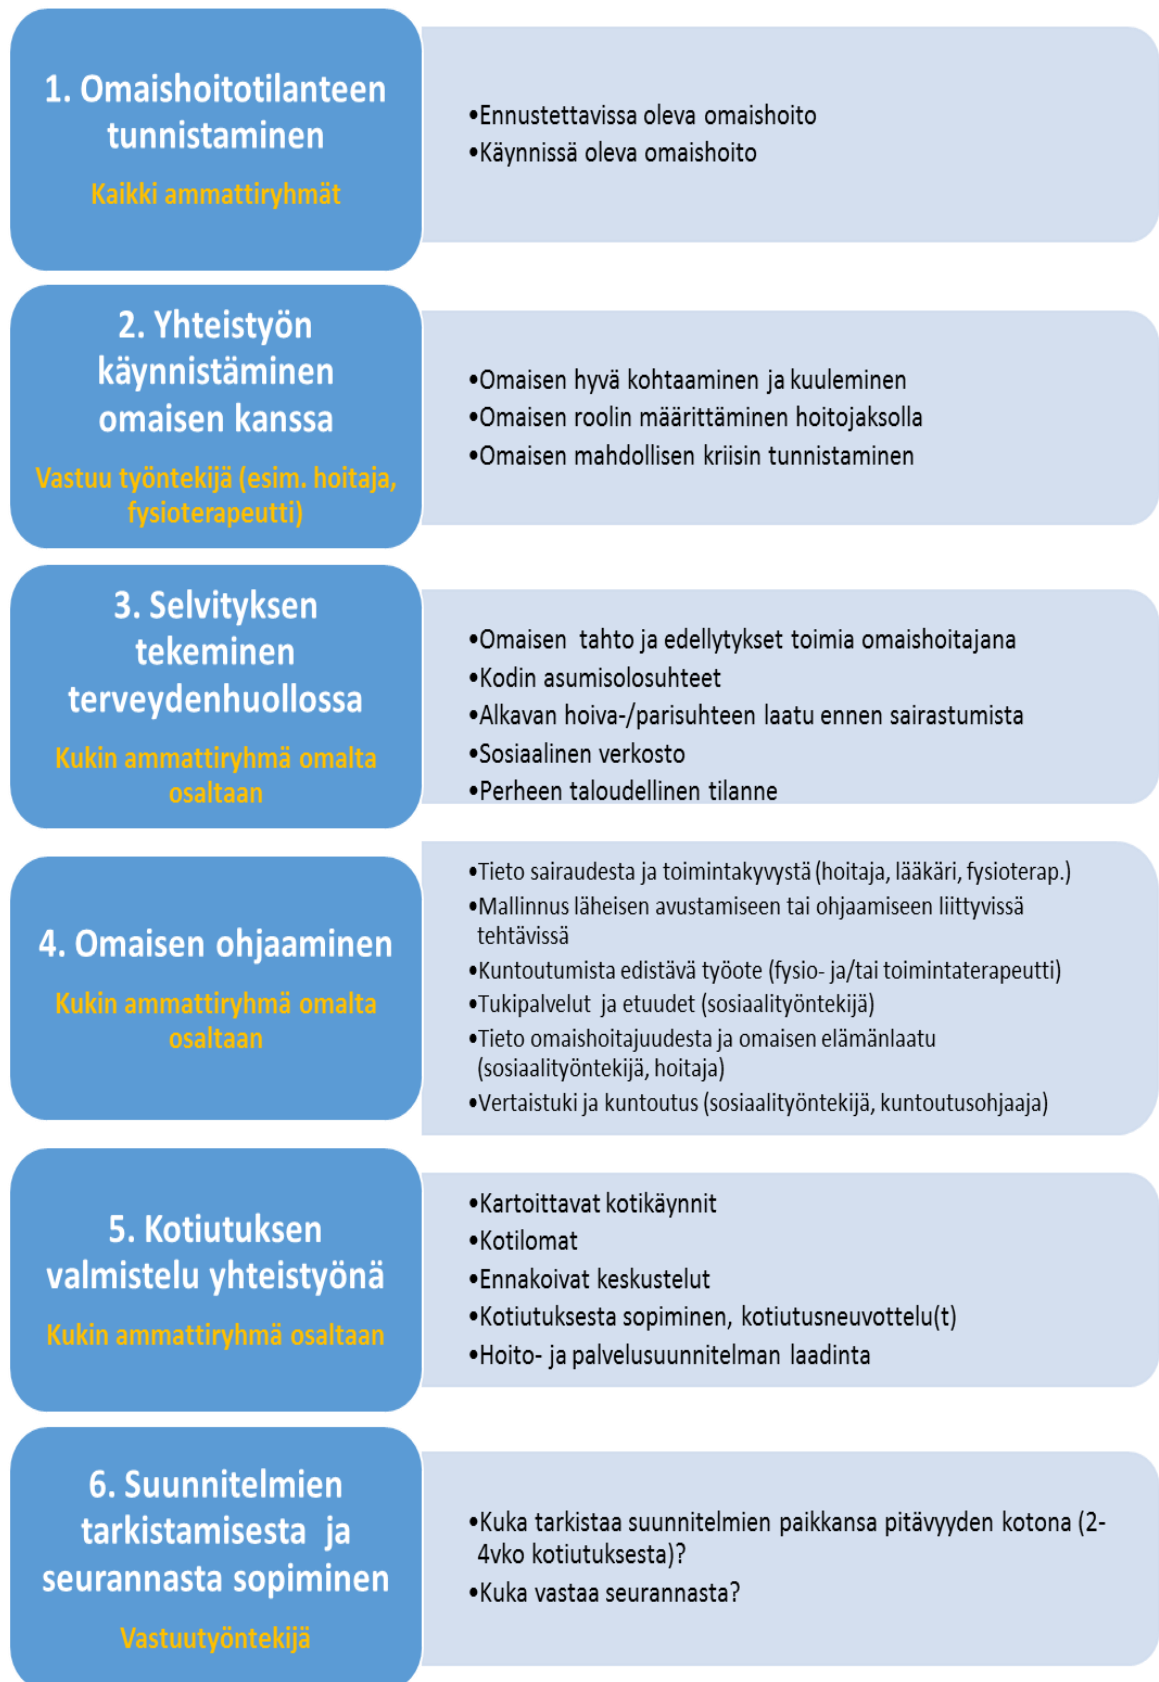 1. Omaishoitotilanteen
tunnistaminen
Kaikki ammattiryhmät
•Ennustettavissa oleva omaishoito
•Käynnissä oleva omaishoito
2. Yhteistyön
käynnistäminen
omaisen kanssa
Vastuu työntekijä (esim. hoitaja,
fysioterapeutti)
•Omaisen hyvä kohtaaminen ja kuuleminen
•Omaisen roolin määrittäminen hoitojaksolla
•Omaisen mahdollisen kriisin tunnistaminen
3. Selvityksen
tekeminen
terveydenhuollossa
Kukin ammattiryhmä omalta
osaltaan
•Omaisen tahto ja edellytykset toimia omaishoitajana
•Kodin asumisolosuhteet
•Alkavan hoiva-/parisuhteen laatu ennen sairastumista
•Sosiaalinen verkosto
•Perheen taloudellinen tilanne
4. Omaisen ohjaaminen
Kukin ammattiryhmä omalta
osaltaan
•Tieto sairaudesta ja toimintakyvystä (hoitaja, lääkäri, fysioterap.)
•Mallinnus läheisen avustamiseen tai ohjaamiseen liittyvissä
tehtävissä
•Kuntoutumista edistävä työote (fysio- ja/tai toimintaterapeutti)
•Tukipalvelut ja etuudet (sosiaalityöntekijä)
•Tieto omaishoitajuudesta ja omaisen elämänlaatu
(sosiaalityöntekijä, hoitaja)
•Vertaistuki ja kuntoutus (sosiaalityöntekijä, kuntoutusohjaaja)
5. Kotiutuksen
valmistelu yhteistyönä
Kukin ammattiryhmä osaltaan
•Kartoittavat kotikäynnit
•Kotilomat
•Ennakoivat keskustelut
•Kotiutuksesta sopiminen, kotiutusneuvottelu(t)
•Hoito- ja palvelusuunnitelman laadinta
6. Suunnitelmien
tarkistamisesta ja
seurannasta sopiminen
Vastuutyöntekijä
•Kuka tarkistaa suunnitelmien paikkansa pitävyyden kotona (2-
4vko kotiutuksesta)?
•Kuka vastaa seurannasta?